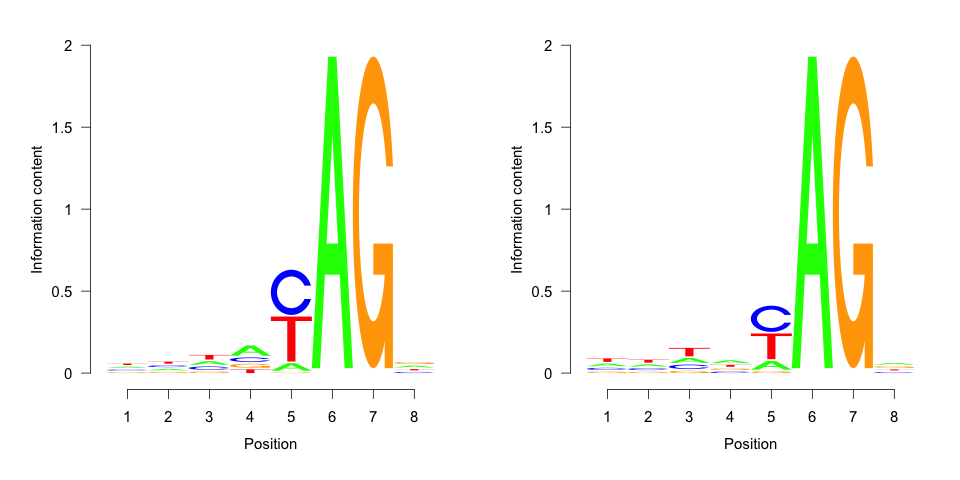 2
1.5
1
0.5
0
Information content
C
T
A
A G
1 2 3 4 5 6 7 8
Position
2
1.5
1
0.5
0
Information content
C
T
A
A G
1 2 3 4 5 6 7 8
Position